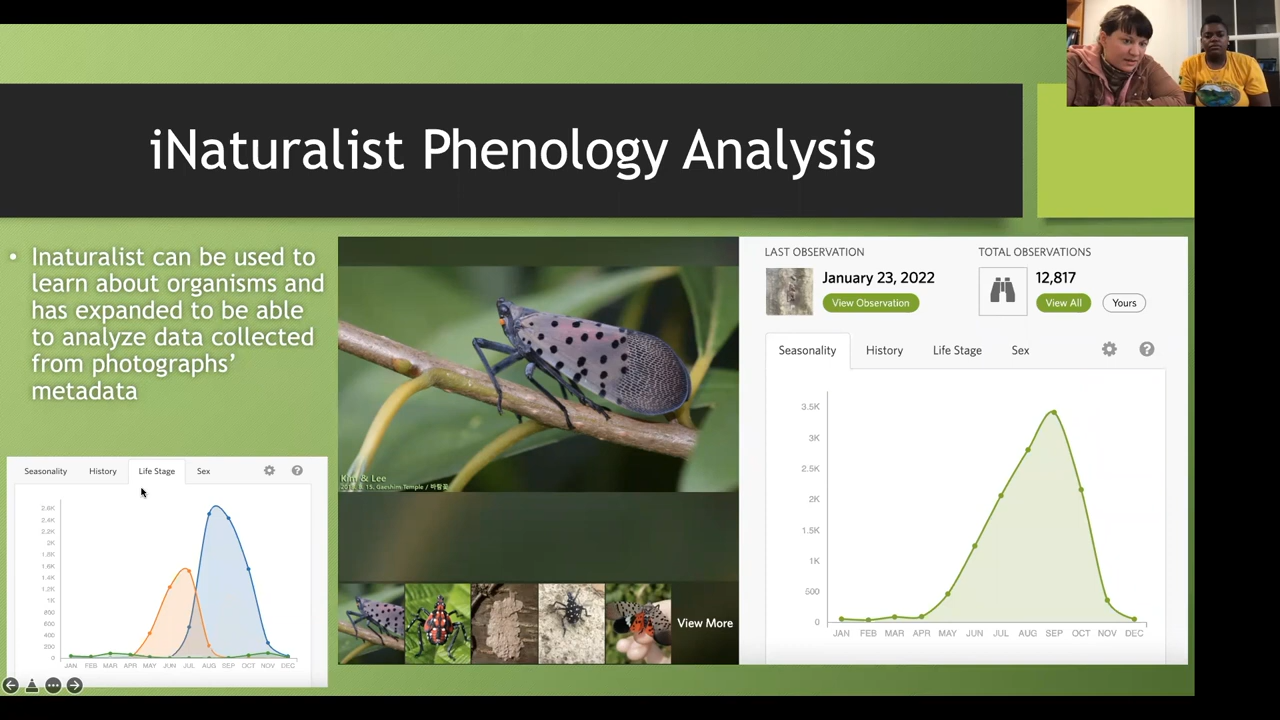 iNaturalist Phenology Analysis
• Inaturalist can be used to
learn about organisms and
has expanded to be able
to analyze data collected
from photographs’
metadata
Seasonality History Life Stage Sex
2.6K
2.4K
2.2K
2K
1.8K
1.6K
1.4K
1.2K
1K
800
600
400
200
0
JAN FEB MAR APR MAY JUN JUL AUG SEP OCT NOV DEC
Kim & Lee
View More
LAST OBSERVATION
January 23, 2022
View Observation
TOTAL OBSERVATIONS
12,817
View All Yours
Seasonality History Life Stage Sex
3.5K
3K
2.5K
2K
1.5K
1K
500
0
JAN FEB MAR APR MAY JUN JUL AUG SEP OCT NOV DEC